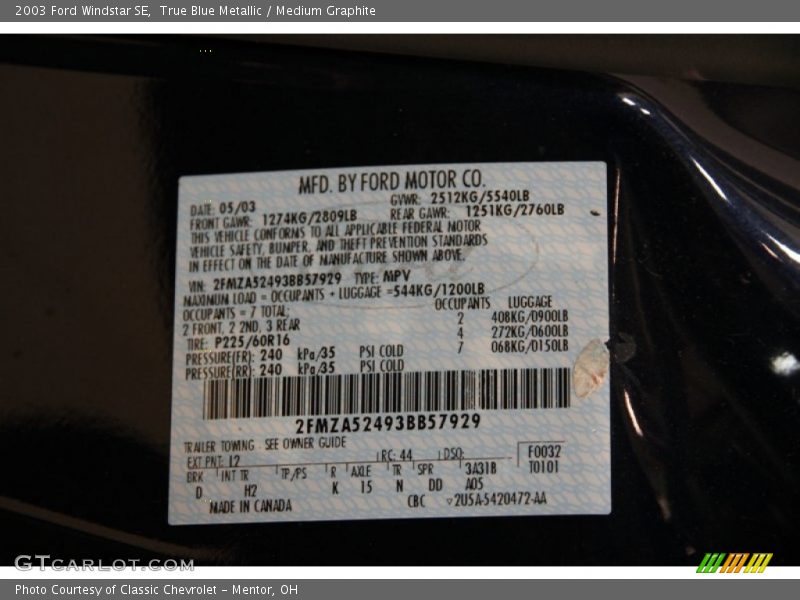 2003 Ford Windstar SE,  True Blue Metallic / Medium Graphite
MFD. BY FORD MOTOR CO.
DATE: 05/03 GVWR: 2512KG/5540LB
FRONT GAWR: 1274KG/2809LB REAR GAWR: 1251KG/2760LB
THIS VEHICLE CONFORMS TO ALL APPLICABLE FEDERAL MOTOR
VEHICLE SAFETY, BUMPER, AND THEFT PREVENTION STANDARDS
IN EFFECT ON THE DATE OF MANUFACTURE SHOWN ABOVE.
VIN: 2FMZA52493BB57929 TYPE: MPV
MAXIMUM LOAD = OCCUPANTS + LUGGAGE =544KG/1200LB
OCCUPANTS = 7 TOTAL; OCCUPANTS LUGGAGE
2 FRONT, 2 2ND, 3 REAR 2 408KG/0900LB
TIRE: P225/60R16 4 272KG/0600LB
PRESSURE(FR): 240 kPa/35 PSI COLD 7 068KG/0150LB
PRESSURE(RR): 240 kPa/35 PSI COLD
2FMZA52493BB57929
TRAILER TOWING - SEE OWNER GUIDE
EXT PNT: 12 RC: 44 DSO: F0032
BRK INT TR TP/PS R AXLE TR SPR 3A31B T0101
D H2 K 15 N DD A05
MADE IN CANADA CBC ▽2U5A-5420472-AA
GTCARLOT.COM
Photo Courtesy of Classic Chevrolet - Mentor, OH